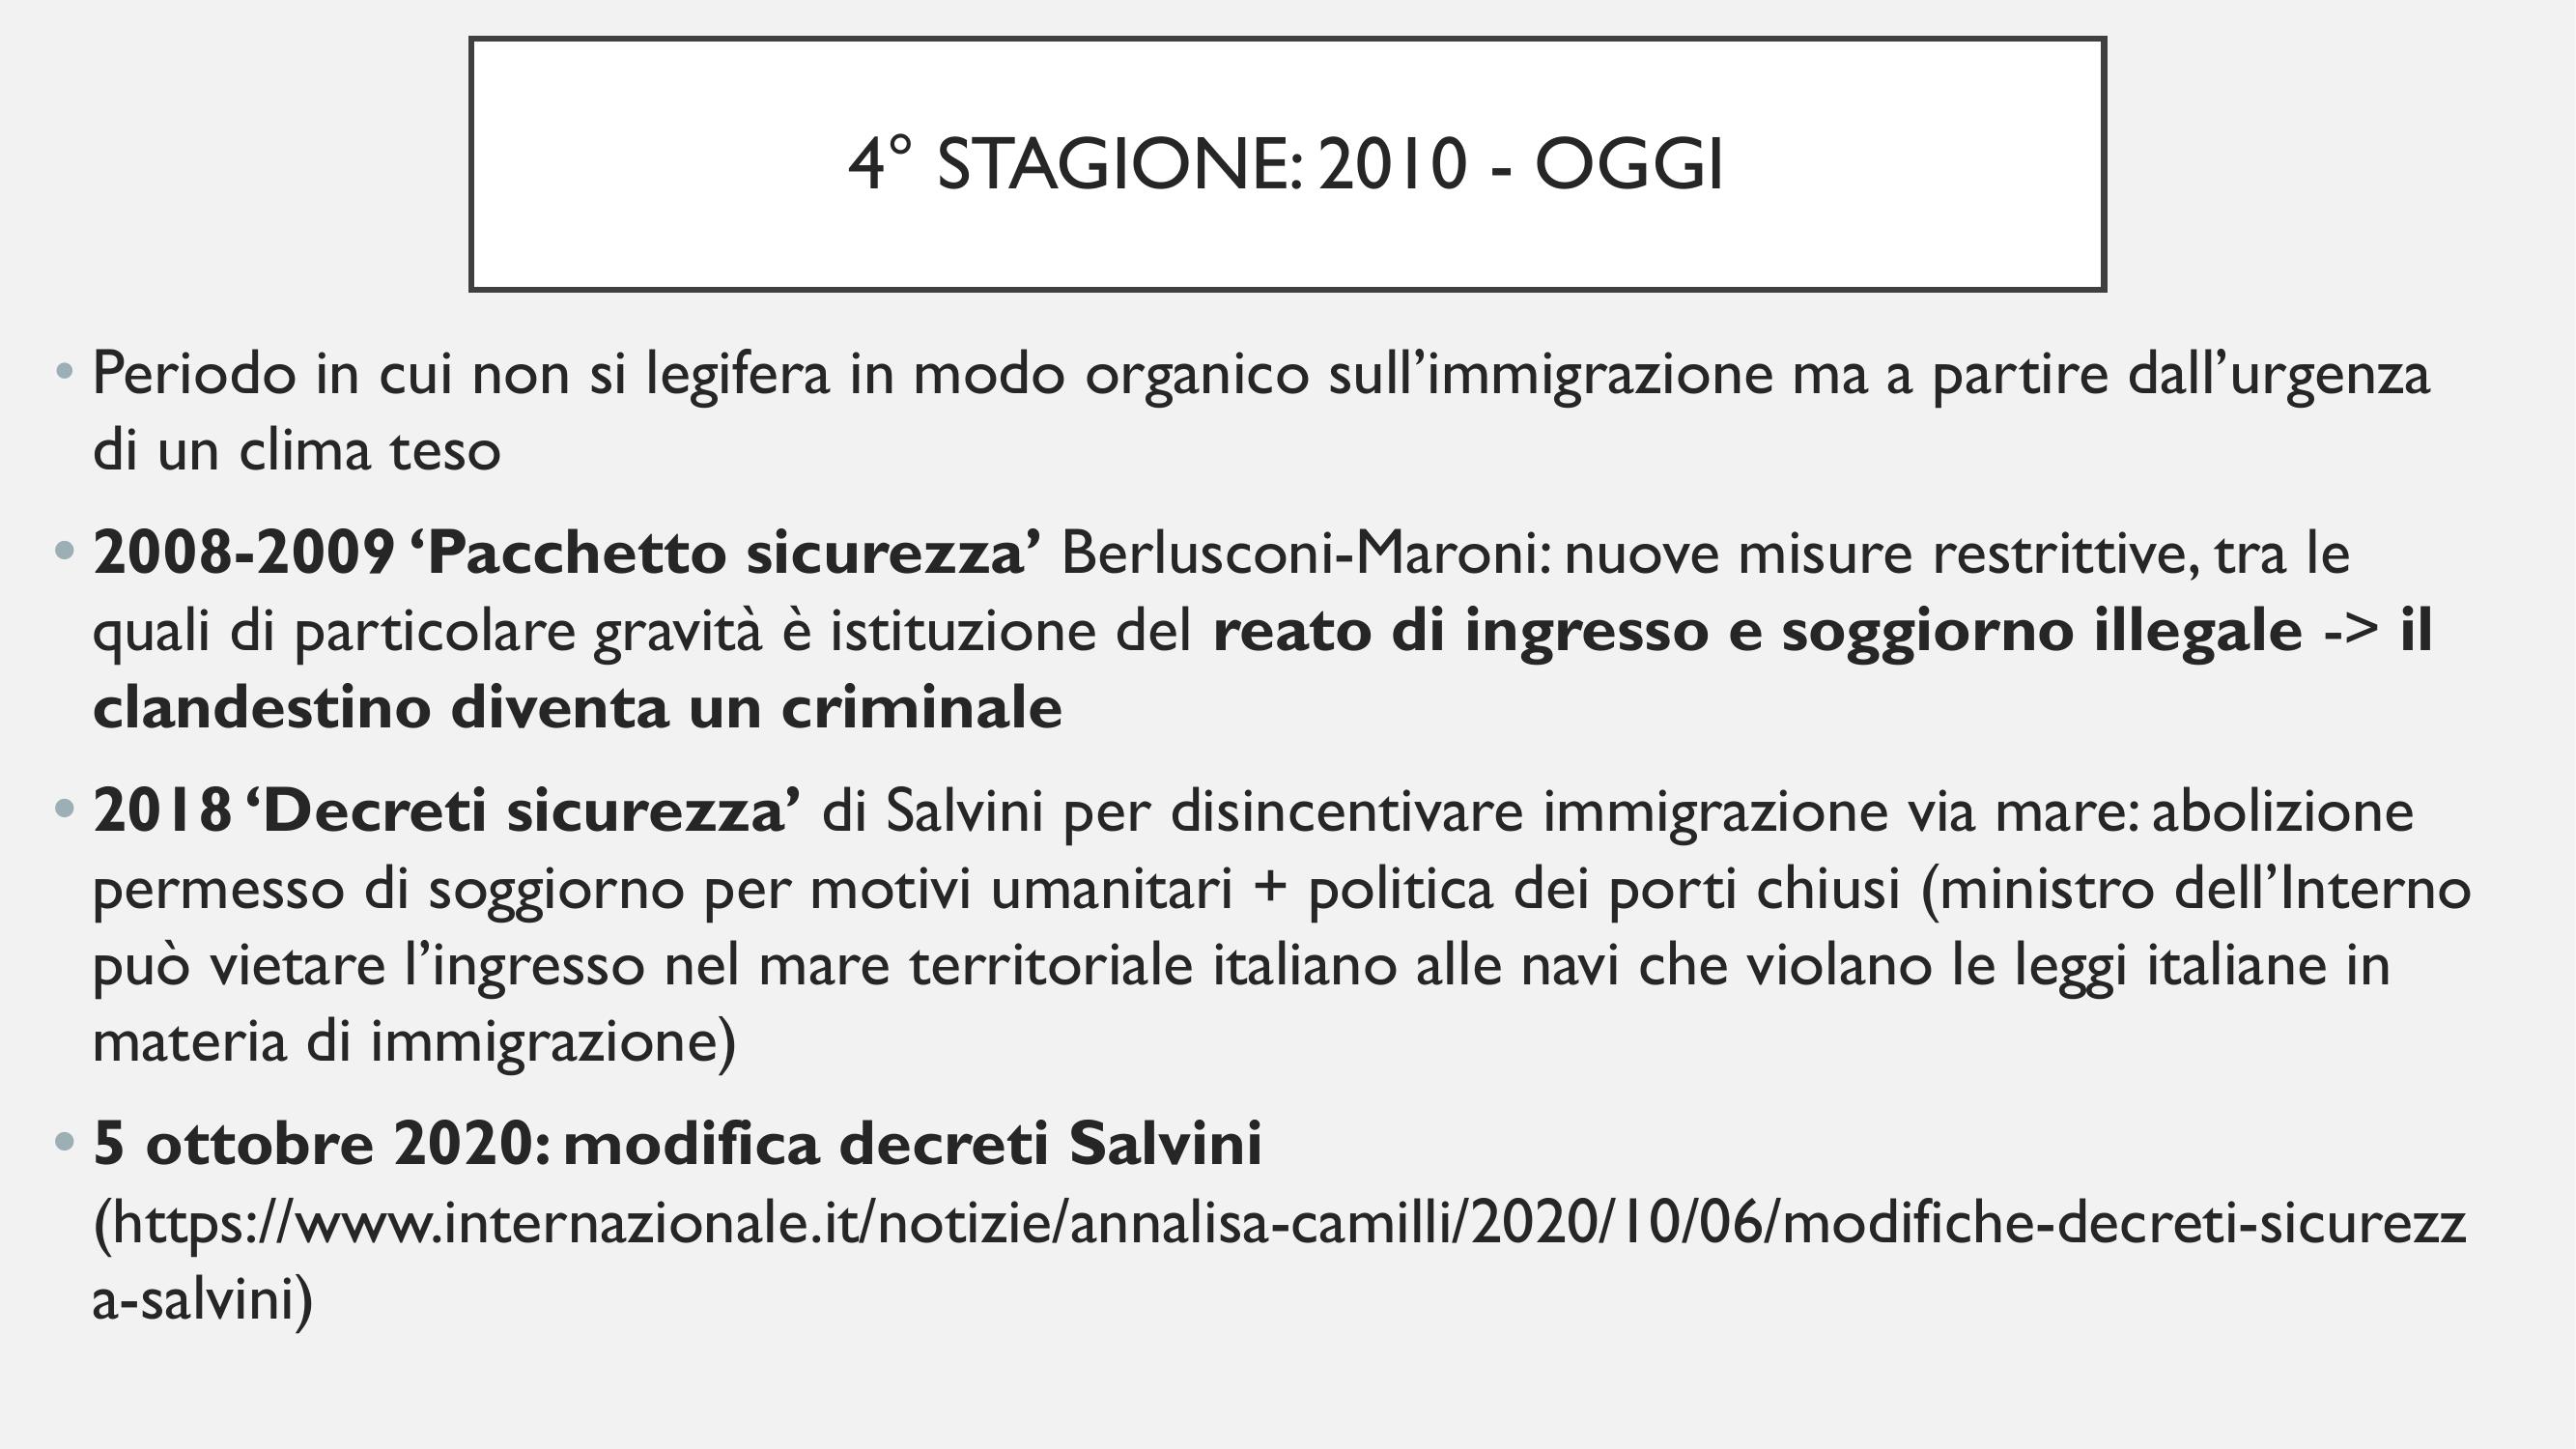 4° STAGIONE: 2010 - OGGI
• Periodo in cui non si legifera in modo organico sull’immigrazione ma a partire dall’urgenza
di un clima teso
• 2008-2009 ‘Pacchetto sicurezza’ Berlusconi-Maroni: nuove misure restrittive, tra le
quali di particolare gravità è istituzione del reato di ingresso e soggiorno illegale -> il
clandestino diventa un criminale
• 2018 ‘Decreti sicurezza’ di Salvini per disincentivare immigrazione via mare: abolizione
permesso di soggiorno per motivi umanitari + politica dei porti chiusi (ministro dell’Interno
può vietare l’ingresso nel mare territoriale italiano alle navi che violano le leggi italiane in
materia di immigrazione)
• 5 ottobre 2020: modifica decreti Salvini
(https://www.internazionale.it/notizie/annalisa-camilli/2020/10/06/modifiche-decreti-sicurezz
a-salvini)